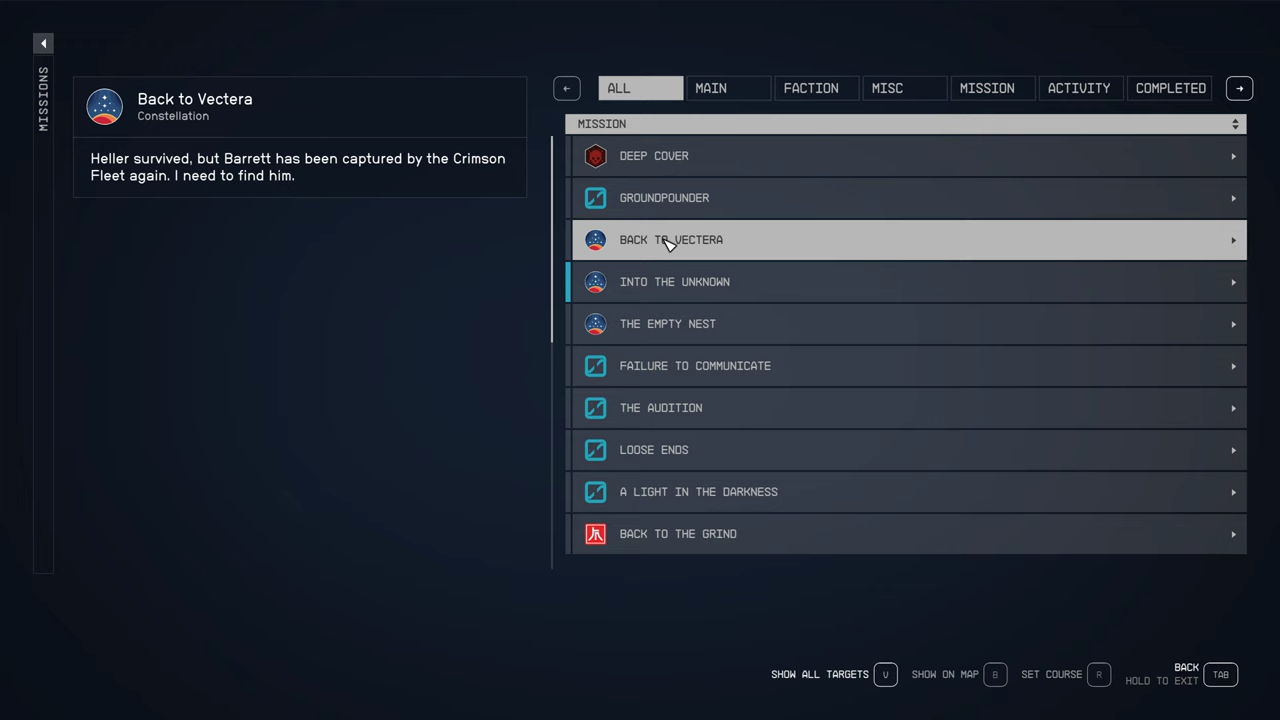 MISSIONS
Back to Vectera
Constellation
Heller survived, but Barrett has been captured by the Crimson
Fleet again. I need to find him.
ALL MAIN FACTION MISC MISSION ACTIVITY COMPLETED
MISSION
DEEP COVER
GROUNDPOUNDER
BACK TO VECTERA
INTO THE UNKNOWN
THE EMPTY NEST
FAILURE TO COMMUNICATE
THE AUDITION
LOOSE ENDS
A LIGHT IN THE DARKNESS
BACK TO THE GRIND
SHOW ALL TARGETS V SHOW ON MAP B SET COURSE R BACK TAB
HOLD TO EXIT